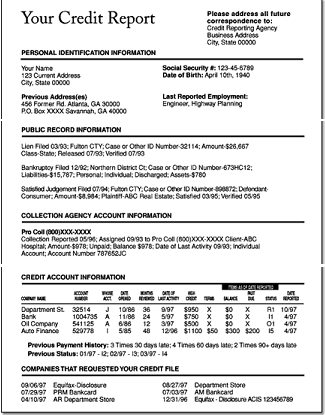 Your Credit Report
Please address all future
correspondence to:
Credit Reporting Agency
Business Address
City, State 00000
PERSONAL IDENTIFICATION INFORMATION
Your Name
123 Current Address
City, State 00000
Social Security #: 123-45-6789
Date of Birth: April 10th, 1940
Previous Address(es)
456 Former Rd. Atlanta, GA 30000
P.O. Box XXXX Savannah, GA 40000
Last Reported Employment:
Engineer, Highway Planning
PUBLIC RECORD INFORMATION
Lien Filed 03/93; Fulton CTY; Case or Other ID Number-32114; Amount-$26,667
Class-State; Released 07/93; Verified 07/93
Bankruptcy Filed 12/92; Northern District Ct; Case or Other ID Number-673HC12;
Liabilities-$15,787; Personal; Individual; Discharged; Assets-$780
Satisfied Judgement Filed 07/94; Fulton CTY; Case or Other ID Number-898872; Defendant-
Consumer; Amount-$8,984; Plaintiff-ABC Real Estate; Satisfied 03/95; Verified 05/95
COLLECTION AGENCY ACCOUNT INFORMATION
Pro Coll (800)XXX-XXXX
Collection Reported 05/96; Assigned 09/93 to Pro Coll (800)XXX-XXXX Client-ABC
Hospital; Amount-$978; Unpaid; Balance $978; Date Last Activity 09/93; Individual
Account; Account Number 787652JC
CREDIT ACCOUNT INFORMATION
ITEMS AS OF DATE REPORTED
COMPANY NAME ACCOUNT NUMBER WHOSE ACCT. DATE OPENED MONTHS REVIEWED DATE OF LAST ACTIVITY HIGH CREDIT TERMS BALANCE PAST DUE STATUS DATE REPORTED
Department St. 32514 J 10/86 36 9/97 $950 X $0 X R1 10/97
Bank 1004735 A 11/86 24 5/97 $750 X $0 X I1 4/97
Oil Company 541125 A 6/86 12 3/97 $500 X $0 X O1 4/97
Auto Finance 529778 I 5/85 48 12/96 $1100 $50 $300 $200 I5 4/97
Previous Payment History: 3 Times 30 days late; 4 Times 60 days late; 2 Times 90+ days late
Previous Status: 01/97 - I2; 02/97 - I3; 03/97 - I4
COMPANIES THAT REQUESTED YOUR CREDIT FILE
09/06/97 Equifax-Disclosure 08/27/97 Department Store
07/29/97 PRM Bankcard 07/03/97 AM Bankcard
04/10/97 AR Department Store 12/31/96 Equifax - Disclosure ACIS 123456789